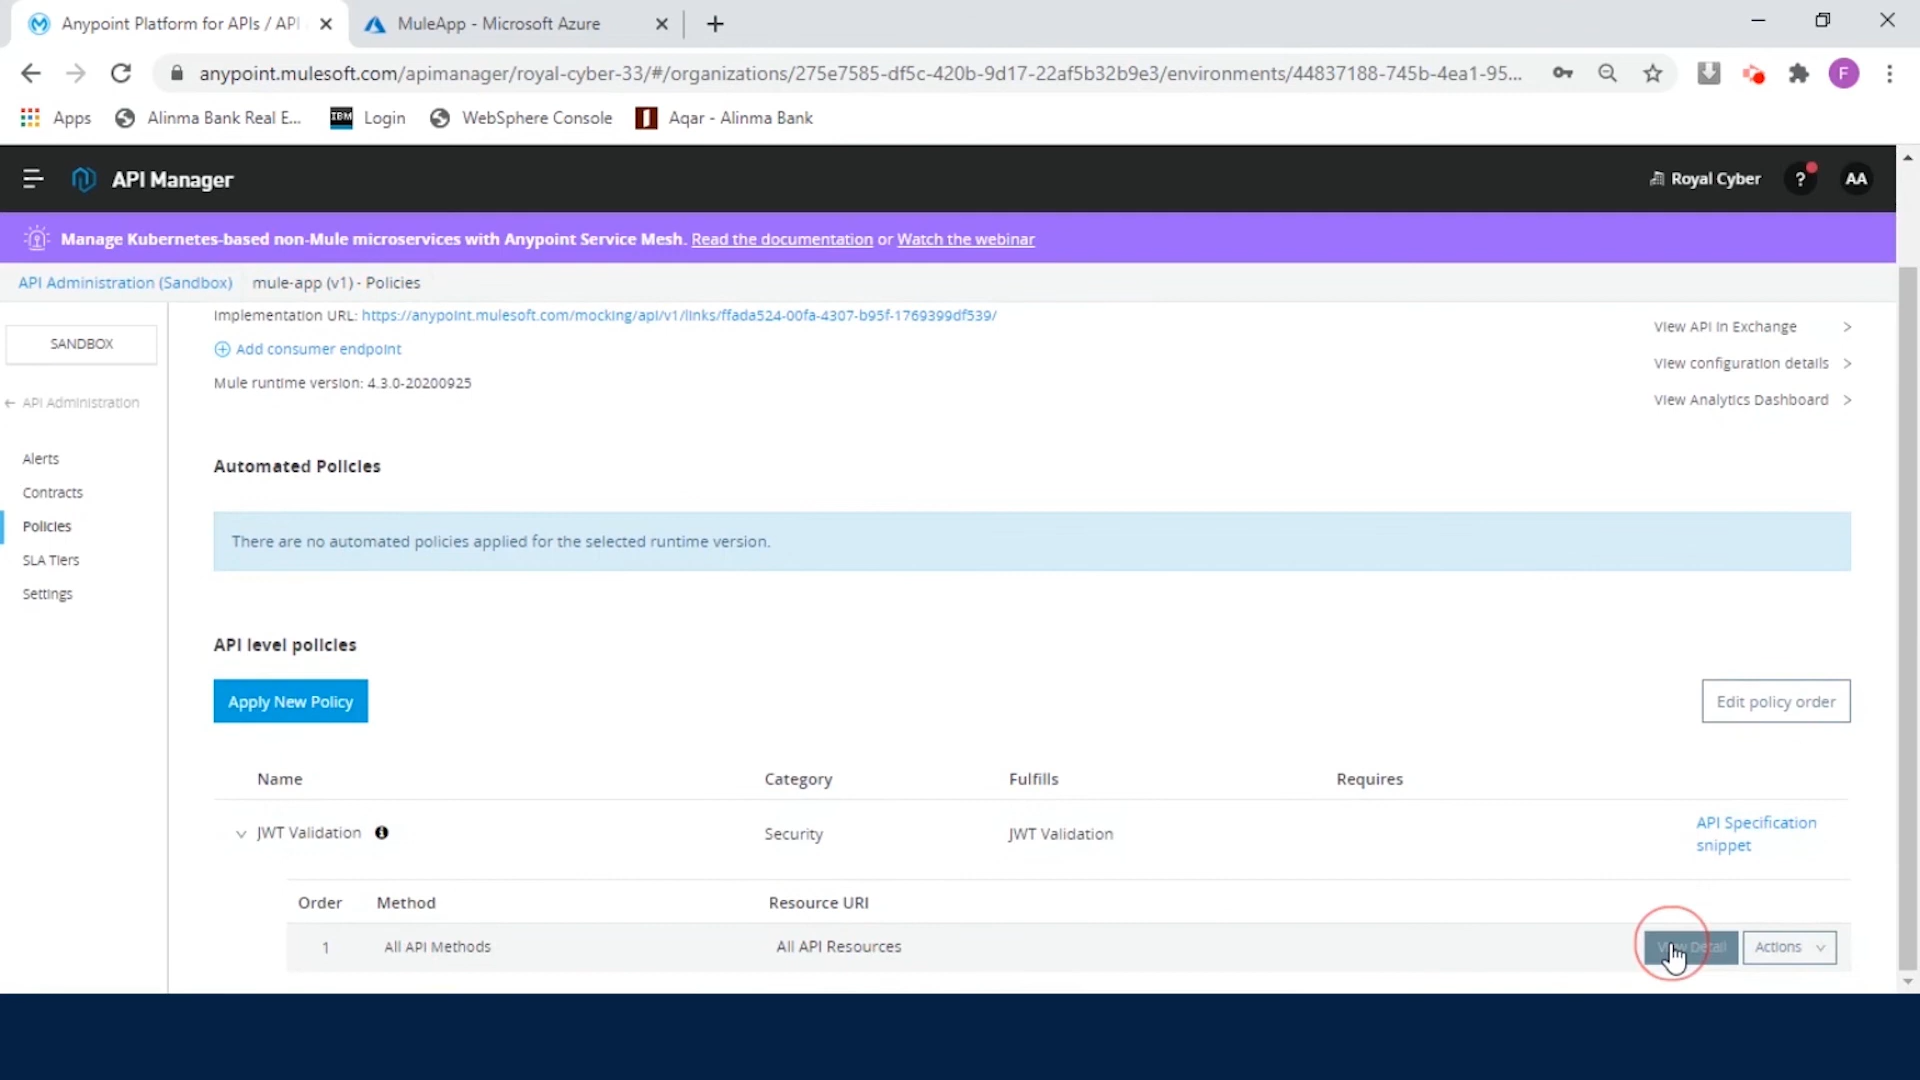 Anypoint Platform for APIs / API
MuleApp - Microsoft Azure
anypoint.mulesoft.com/apimanager/royal-cyber-33/#/organizations/275e7585-df5c-420b-9d17-22af5b32b9e3/environments/44837188-745b-4ea1-95...
F
Apps
Alinma Bank Real E...
IBM Login
WebSphere Console
Aqar - Alinma Bank
API Manager
Royal Cyber
?
AA
Manage Kubernetes-based non-Mule microservices with Anypoint Service Mesh. Read the documentation or Watch the webinar
API Administration (Sandbox)
mule-app (v1) - Policies
SANDBOX
API Administration
Alerts
Contracts
Policies
SLA Tiers
Settings
Implementation URL: https://anypoint.mulesoft.com/mocking/api/v1/links/ffada524-00fa-4307-b95f-1769399df539/
Add consumer endpoint
Mule runtime version: 4.3.0-20200925
View API in Exchange >
View configuration details >
View Analytics Dashboard >
Automated Policies
There are no automated policies applied for the selected runtime version.
API level policies
Apply New Policy
Edit policy order
Name Category Fulfills Requires
JWT Validation Security JWT Validation
API Specification
snippet
Order Method Resource URI
1 All API Methods All API Resources
View Detail
Actions